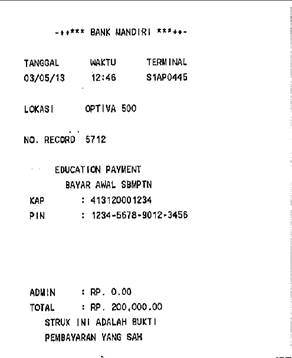 -++*** BANK MANDIRI ***++-
TANGGAL WAKTU TERMINAL
03/05/13 12:46 S1AP0445
LOKASI OPTIVA 500
NO. RECORD 5712
EDUCATION PAYMENT
BAYAR AWAL SBMPTN
KAP : 413120001234
PIN : 1234-5678-9012-3456
ADMIN : RP. 0.00
TOTAL : RP. 200,000.00
STRUK INI ADALAH BUKTI
PEMBAYARAN YANG SAH